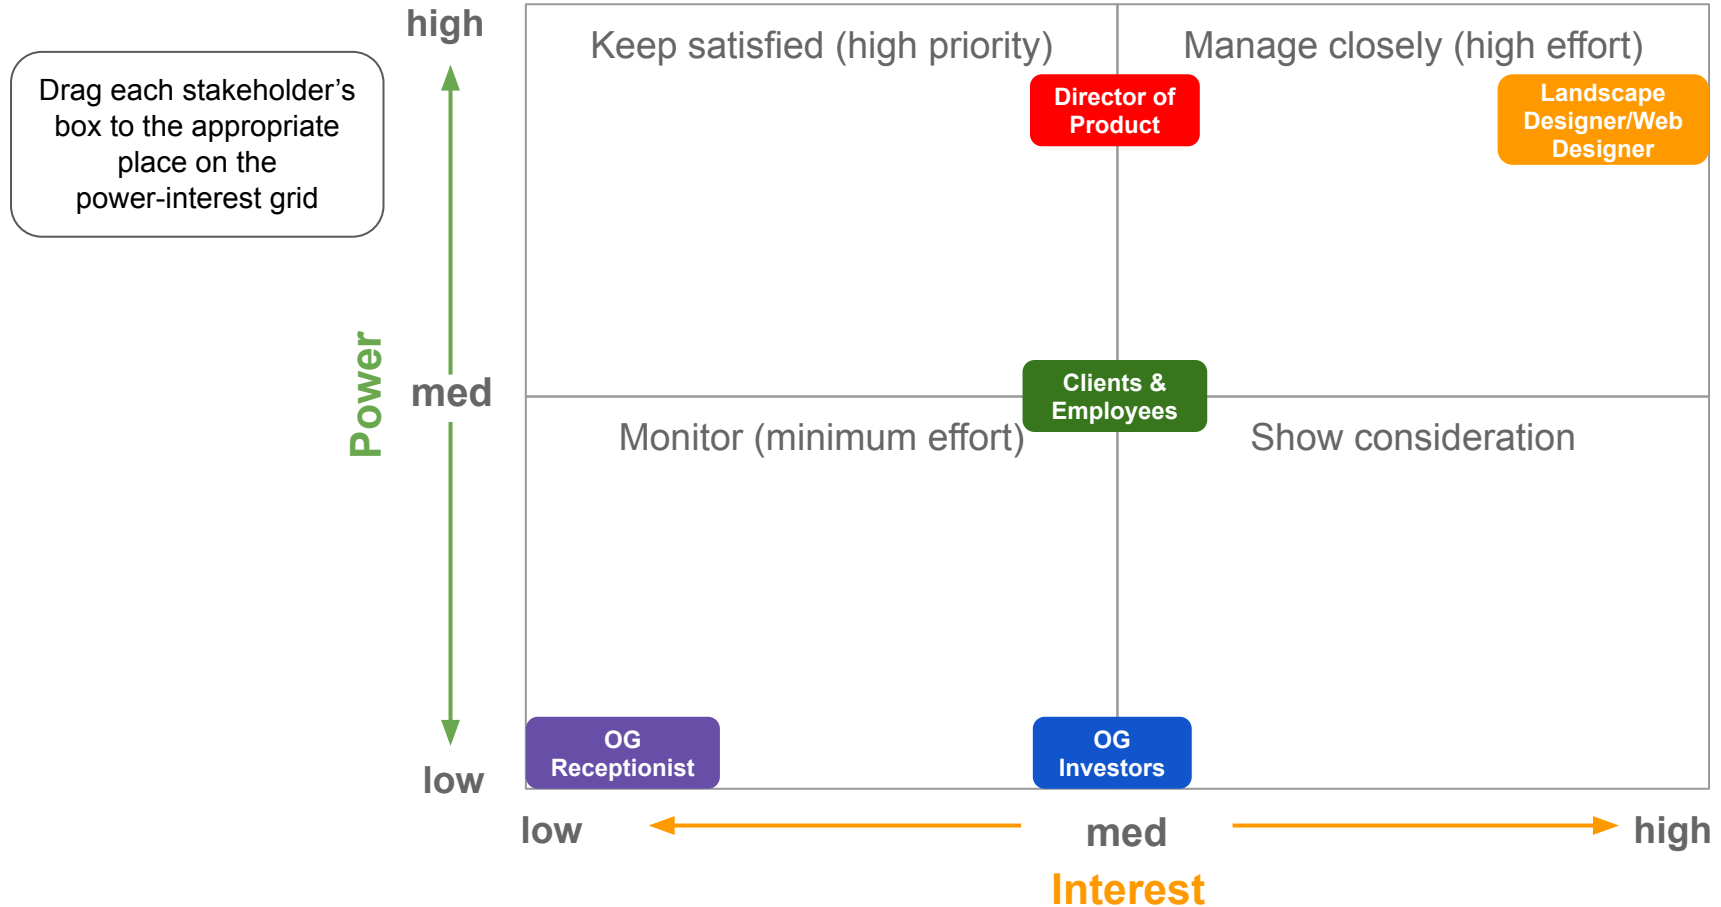 high
Keep satisfied (high priority)
Manage closely (high effort)
Drag each stakeholder's
box to the appropriate
place on the
power-interest grid
Director of
Product
Landscape
Designer/Web
Designer
Power
med
Clients &
Employees
Monitor (minimum effort)
Show consideration
OG
Receptionist
OG
Investors
low
low
med
high
Interest